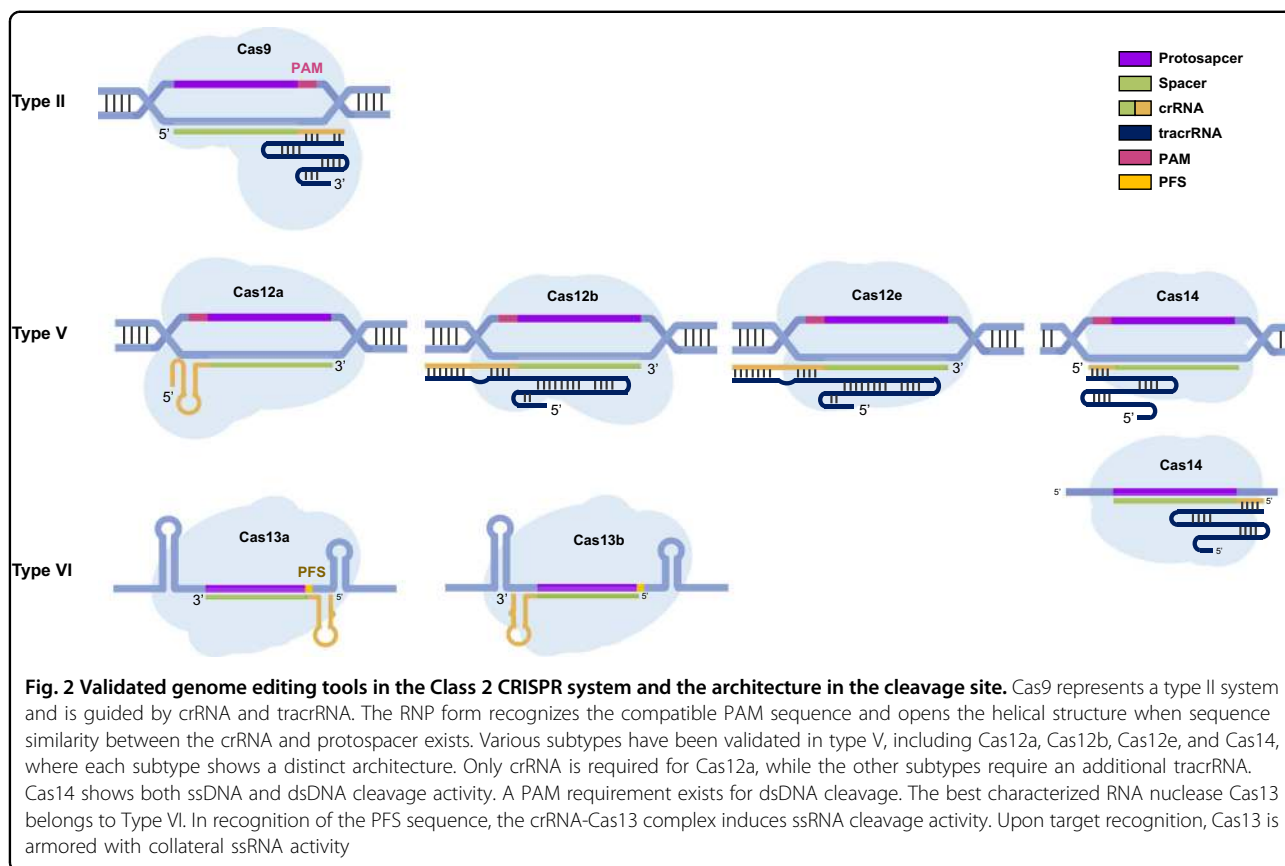 Cas9
PAM
Type II
5'
3'
Protosapcer
Spacer
crRNA
tracrRNA
PAM
PFS
Type V
Cas12a
5'
3'
Cas12b
3'
5'
Cas12e
3'
5'
Cas14
5'
5'
Cas14
5'
5'
5'
Type VI
Cas13a
PFS
3'
5'
Cas13b
3'
5'
Fig. 2 Validated genome editing tools in the Class 2 CRISPR system and the architecture in the cleavage site. Cas9 represents a type II system
and is guided by crRNA and tracrRNA. The RNP form recognizes the compatible PAM sequence and opens the helical structure when sequence
similarity between the crRNA and protospacer exists. Various subtypes have been validated in type V, including Cas12a, Cas12b, Cas12e, and Cas14,
where each subtype shows a distinct architecture. Only crRNA is required for Cas12a, while the other subtypes require an additional tracrRNA.
Cas14 shows both ssDNA and dsDNA cleavage activity. A PAM requirement exists for dsDNA cleavage. The best characterized RNA nuclease Cas13
belongs to Type VI. In recognition of the PFS sequence, the crRNA-Cas13 complex induces ssRNA cleavage activity. Upon target recognition, Cas13 is
armored with collateral ssRNA activity